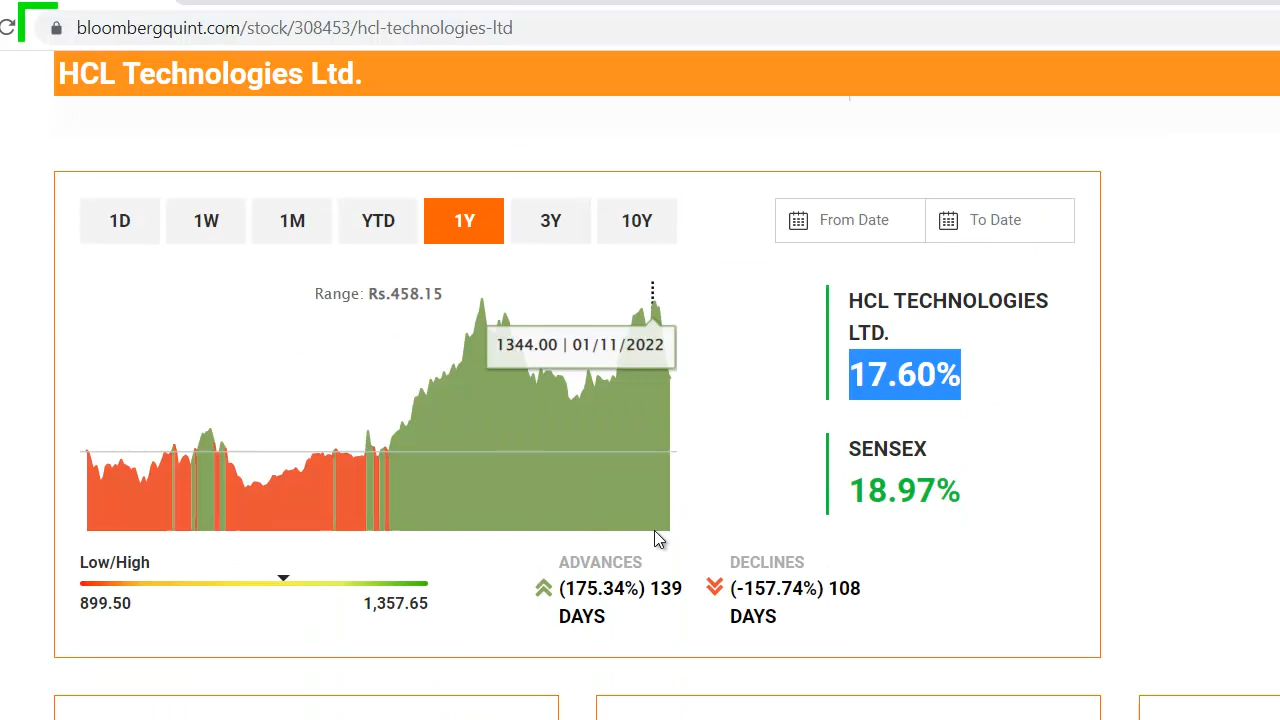 bloombergquint.com/stock/308453/hcl-technologies-ltd
HCL Technologies Ltd.
1D 1W 1M YTD 1Y 3Y 10Y
From Date To Date
Range: Rs.458.15
1344.00 | 01/11/2022
HCL TECHNOLOGIES
LTD.
17.60%
SENSEX
18.97%
Low/High
899.50 1,357.65
ADVANCES
(175.34%) 139
DAYS
DECLINES
(-157.74%) 108
DAYS